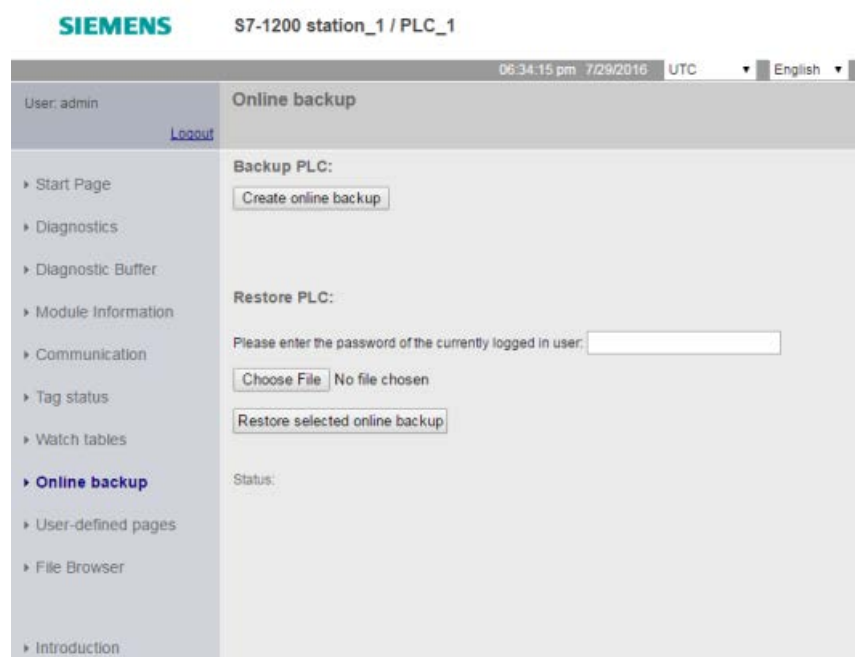 SIEMENS
S7-1200 station_1 / PLC_1
06:34:15 pm 7/29/2016 UTC English
User: admin
Logout
Online backup
Start Page
Diagnostics
Diagnostic Buffer
Module Information
Communication
Tag status
Watch tables
Online backup
User-defined pages
File Browser
Introduction
Backup PLC:
Create online backup
Restore PLC:
Please enter the password of the currently logged in user:
Choose File No file chosen
Restore selected online backup
Status: